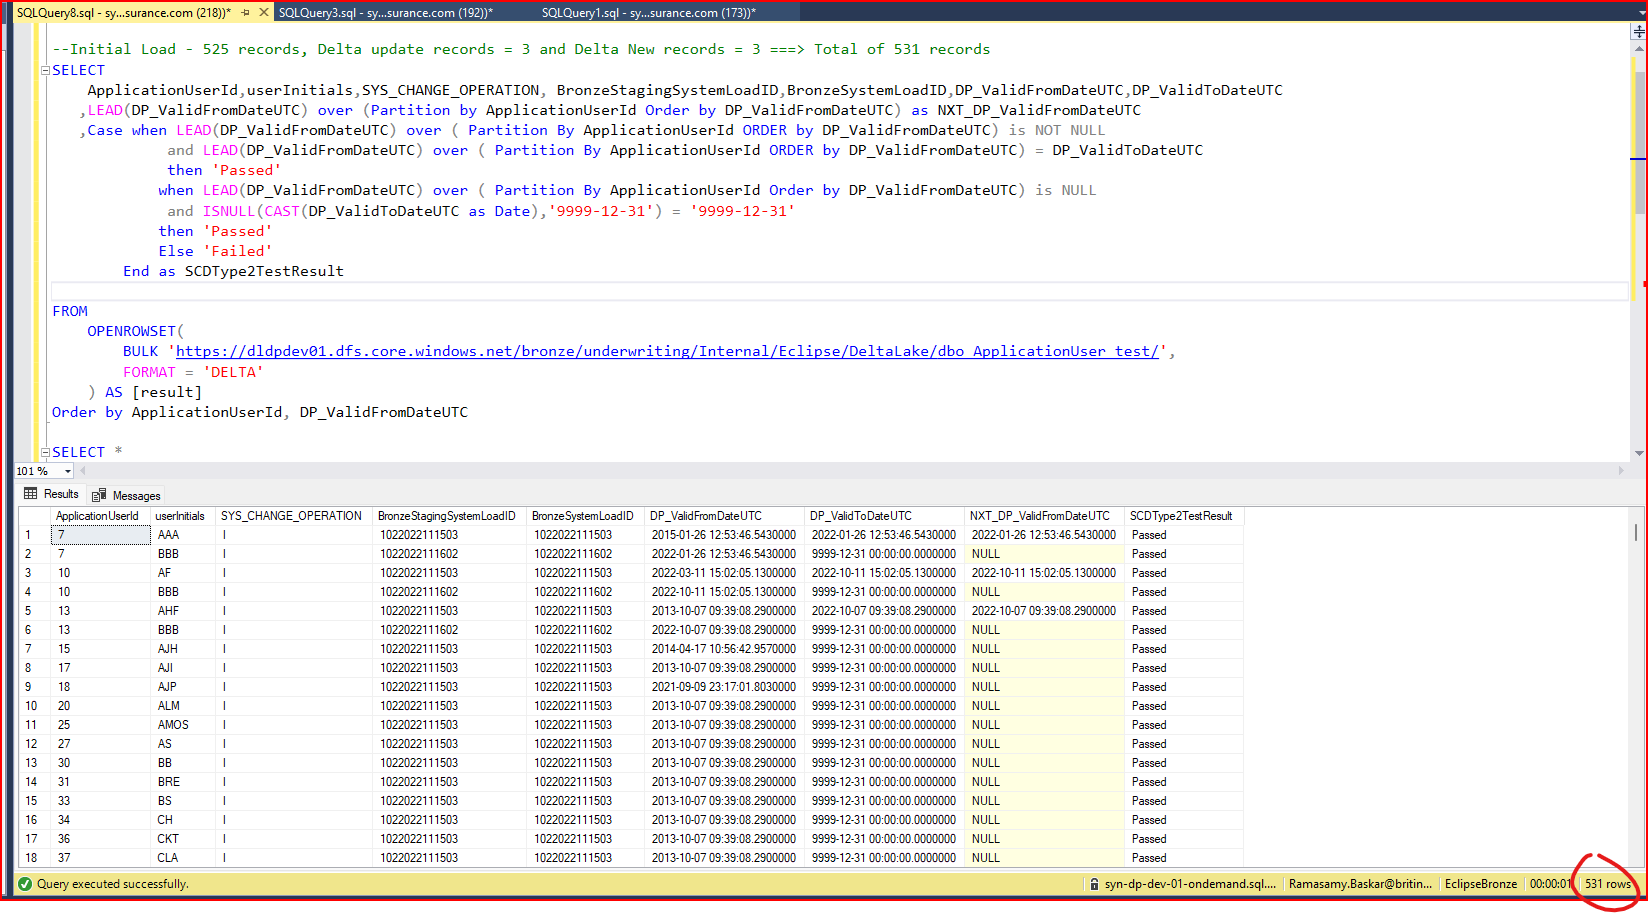 SQLQuery8.sql - sy...surance.com (218))* SQLQuery3.sql - sy...surance.com (192))* SQLQuery1.sql - sy...surance.com (173))*
--Initial Load - 525 records, Delta update records = 3 and Delta New records = 3 ===> Total of 531 records
SELECT
ApplicationUserId,userInitials,SYS_CHANGE_OPERATION, BronzeStagingSystemLoadID,BronzeSystemLoadID,DP_ValidFromDateUTC,DP_ValidToDateUTC
,LEAD(DP_ValidFromDateUTC) over (Partition by ApplicationUserId Order by DP_ValidFromDateUTC) as NXT_DP_ValidFromDateUTC
,Case when LEAD(DP_ValidFromDateUTC) over ( Partition By ApplicationUserId ORDER by DP_ValidFromDateUTC) is NOT NULL
and LEAD(DP_ValidFromDateUTC) over ( Partition By ApplicationUserId ORDER by DP_ValidFromDateUTC) = DP_ValidToDateUTC
then 'Passed'
when LEAD(DP_ValidFromDateUTC) over ( Partition By ApplicationUserId Order by DP_ValidFromDateUTC) is NULL
and ISNULL(CAST(DP_ValidToDateUTC as Date),'9999-12-31') = '9999-12-31'
then 'Passed'
Else 'Failed'
End as SCDType2TestResult
FROM
OPENROWSET(
BULK 'https://dldpdev01.dfs.core.windows.net/bronze/underwriting/Internal/Eclipse/DeltaLake/dbo_ApplicationUser_test/',
FORMAT = 'DELTA'
) AS [result]
Order by ApplicationUserId, DP_ValidFromDateUTC
SELECT *
101 %
Results Messages
ApplicationUserId userInitials SYS_CHANGE_OPERATION BronzeStagingSystemLoadID BronzeSystemLoadID DP_ValidFromDateUTC DP_ValidToDateUTC NXT_DP_ValidFromDateUTC SCDType2TestResult
1 7 AAA I 1022022111503 1022022111503 2015-01-26 12:53:46.5430000 2022-01-26 12:53:46.5430000 2022-01-26 12:53:46.5430000 Passed
2 7 BBB I 1022022111602 1022022111602 2022-01-26 12:53:46.5430000 9999-12-31 00:00:00.0000000 NULL Passed
3 10 AF I 1022022111503 1022022111503 2022-03-11 15:02:05.1300000 2022-10-11 15:02:05.1300000 2022-10-11 15:02:05.1300000 Passed
4 10 BBB I 1022022111602 1022022111602 2022-10-11 15:02:05.1300000 9999-12-31 00:00:00.0000000 NULL Passed
5 13 AHF I 1022022111503 1022022111503 2013-10-07 09:39:08.2900000 2022-10-07 09:39:08.2900000 2022-10-07 09:39:08.2900000 Passed
6 13 BBB I 1022022111602 1022022111602 2022-10-07 09:39:08.2900000 9999-12-31 00:00:00.0000000 NULL Passed
7 15 AJH I 1022022111503 1022022111503 2014-04-17 10:56:42.9570000 9999-12-31 00:00:00.0000000 NULL Passed
8 17 AJI I 1022022111503 1022022111503 2013-10-07 09:39:08.2900000 9999-12-31 00:00:00.0000000 NULL Passed
9 18 AJP I 1022022111503 1022022111503 2021-09-09 23:17:01.8030000 9999-12-31 00:00:00.0000000 NULL Passed
10 20 ALM I 1022022111503 1022022111503 2013-10-07 09:39:08.2900000 9999-12-31 00:00:00.0000000 NULL Passed
11 25 AMOS I 1022022111503 1022022111503 2013-10-07 09:39:08.2900000 9999-12-31 00:00:00.0000000 NULL Passed
12 27 AS I 1022022111503 1022022111503 2013-10-07 09:39:08.2900000 9999-12-31 00:00:00.0000000 NULL Passed
13 30 BB I 1022022111503 1022022111503 2013-10-07 09:39:08.2900000 9999-12-31 00:00:00.0000000 NULL Passed
14 31 BRE I 1022022111503 1022022111503 2013-10-07 09:39:08.2900000 9999-12-31 00:00:00.0000000 NULL Passed
15 33 BS I 1022022111503 1022022111503 2013-10-07 09:39:08.2900000 9999-12-31 00:00:00.0000000 NULL Passed
16 34 CH I 1022022111503 1022022111503 2013-10-07 09:39:08.2900000 9999-12-31 00:00:00.0000000 NULL Passed
17 36 CKT I 1022022111503 1022022111503 2013-10-07 09:39:08.2900000 9999-12-31 00:00:00.0000000 NULL Passed
18 37 CLA I 1022022111503 1022022111503 2013-10-07 09:39:08.2900000 9999-12-31 00:00:00.0000000 NULL Passed
Query executed successfully. syn-dp-dev-01-ondemand.sql.... Ramasamy.Baskar@britin... EclipseBronze 00:00:01 531 rows